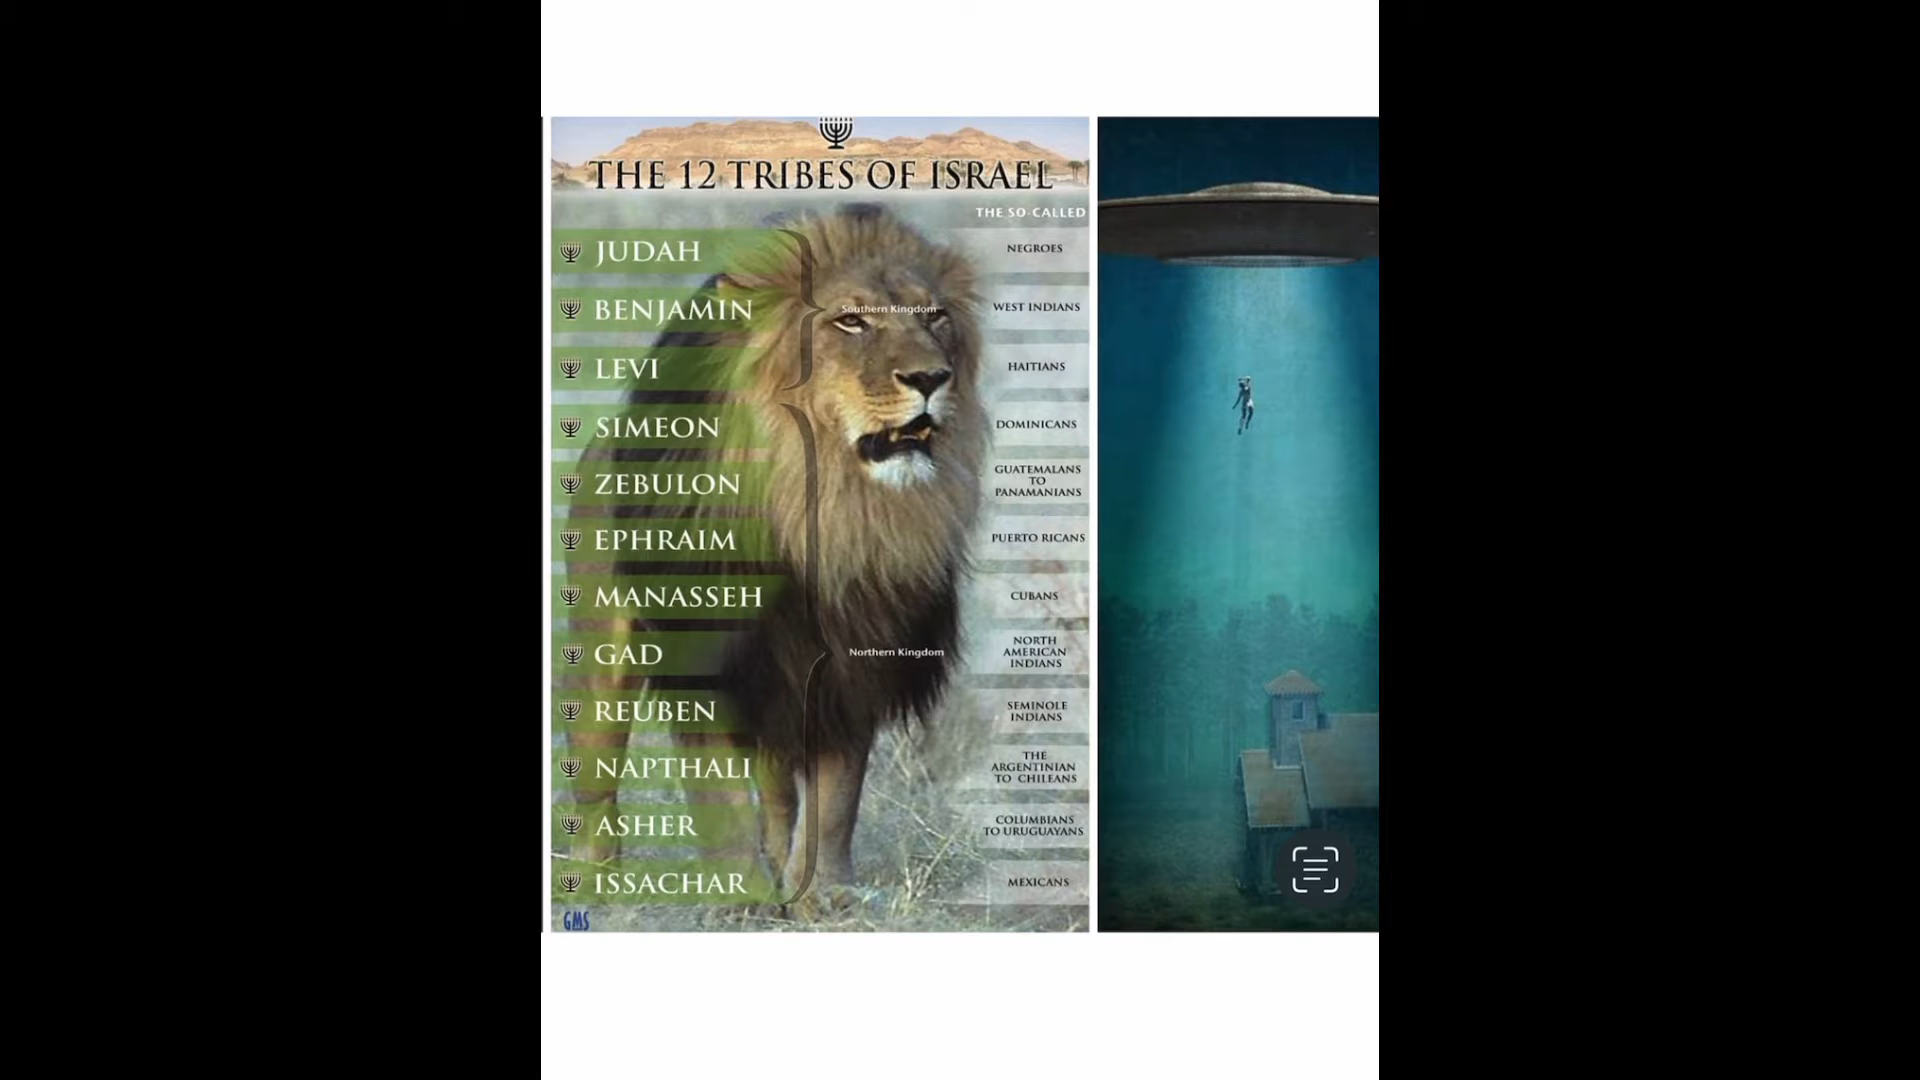 THE 12 TRIBES OF ISRAEL
THE SO-CALLED
JUDAH
NEGROES
BENJAMIN
Southern Kingdom
WEST INDIANS
LEVI
HAITIANS
SIMEON
DOMINICANS
ZEBULON
GUATEMALANS
TO
PANAMANIANS
EPHRAIM
PUERTO RICANS
MANASSEH
CUBANS
GAD
Northern Kingdom
NORTH
AMERICAN
INDIANS
REUBEN
SEMINOLE
INDIANS
NAPTHALI
THE
ARGENTINIAN
TO CHILEANS
ASHER
COLUMBIANS
TO URUGUAYANS
ISSACHAR
MEXICANS
GMS